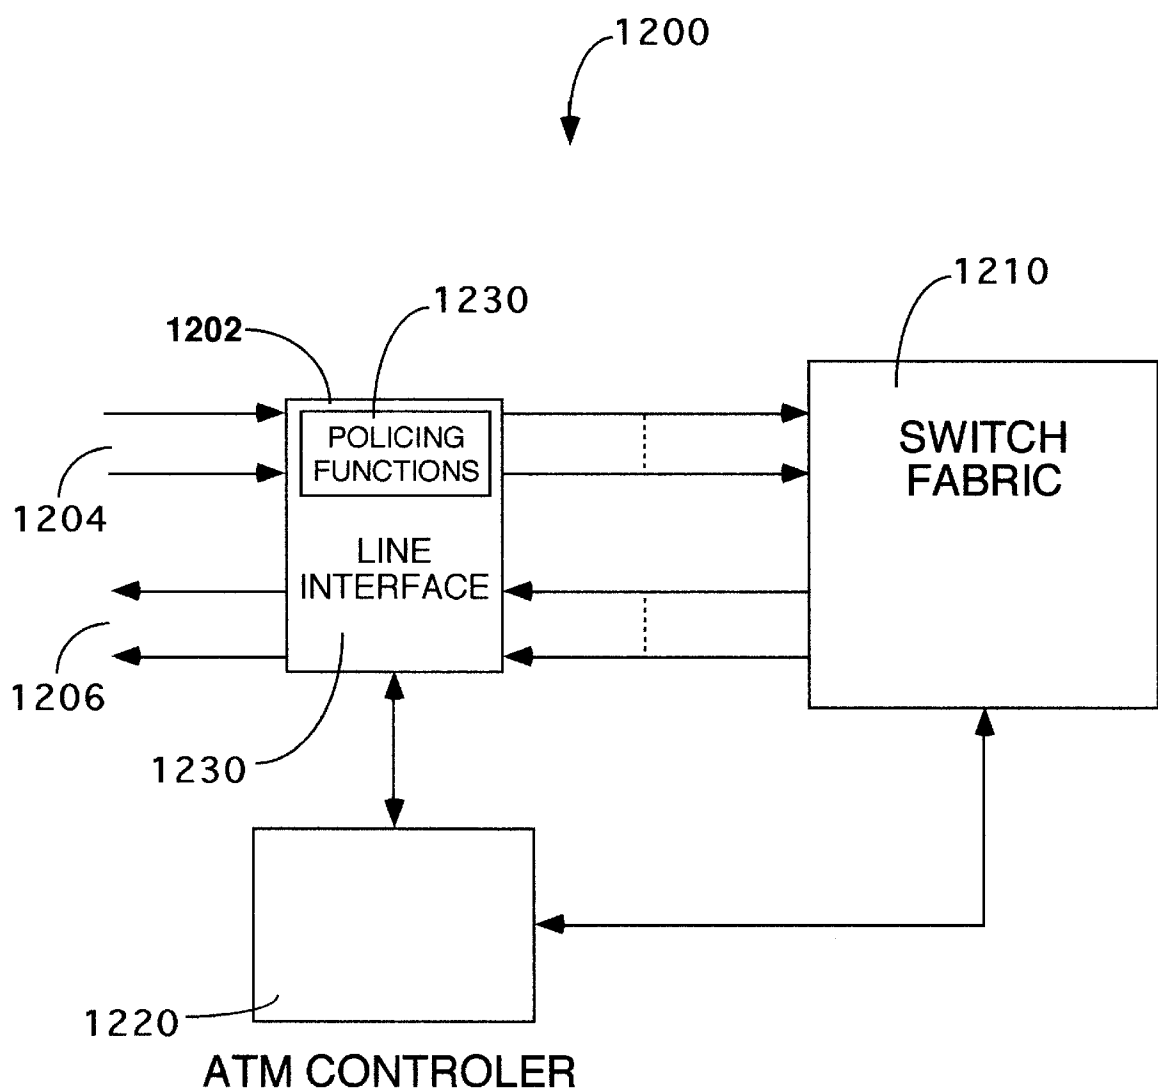 1200
1210
1230
1202
POLICING
FUNCTIONS
SWITCH
FABRIC
1204
LINE
INTERFACE
1206
1230
1220
ATM CONTROLER